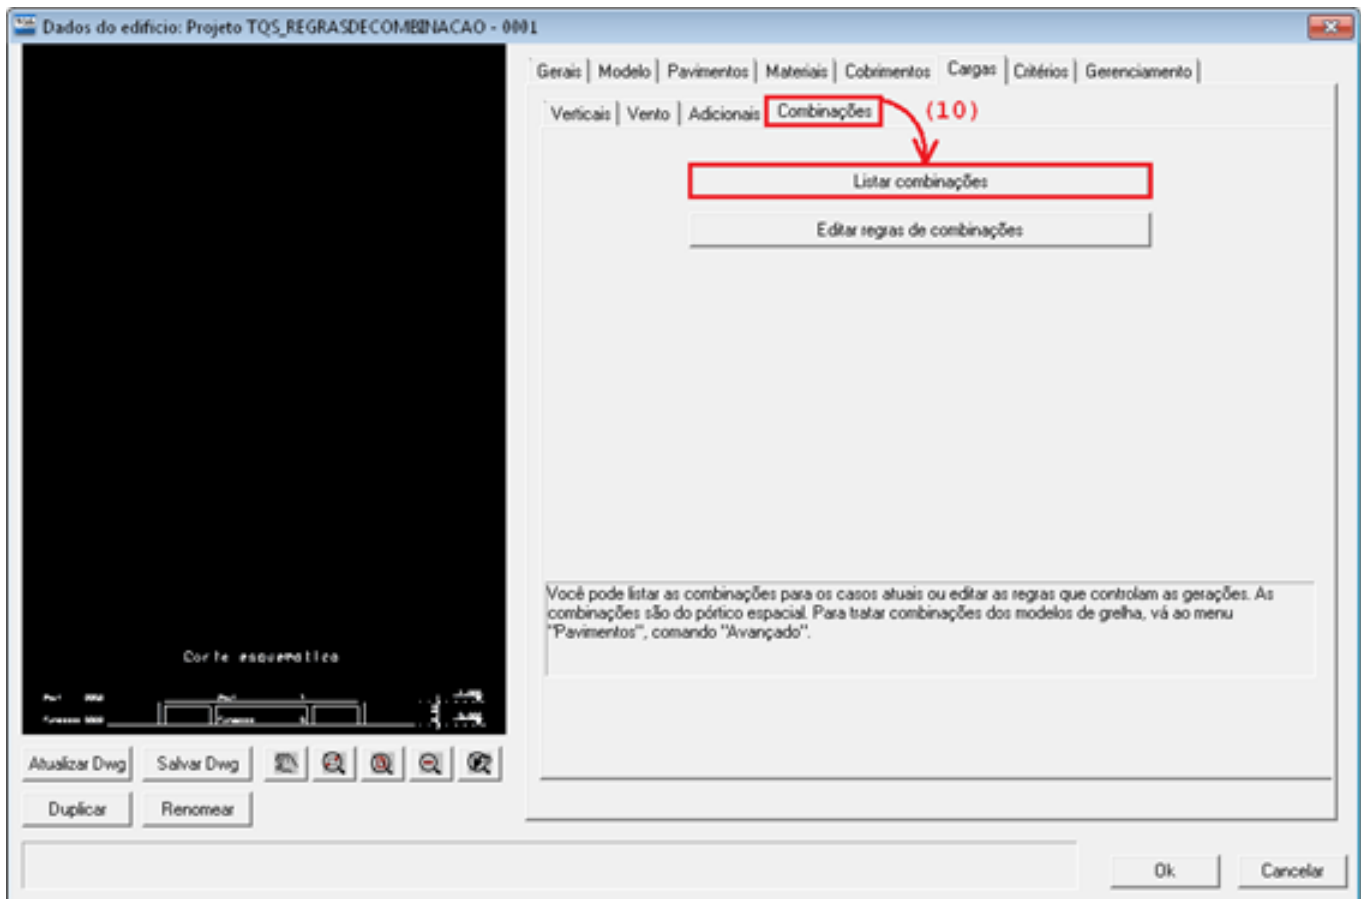 Dados do edifício: Projeto TQS_REGRASDECOMBINACAO - 0001
Gerais | Modelo | Pavimentos | Materiais | Cobrimentos | Cargas | Critérios | Gerenciamento
Verticais | Vento | Adicionais | Combinações (10)
Listar combinações
Editar regras de combinações
Você pode listar as combinações para os casos atuais ou editar as regras que controlam as gerações. As
combinações são do pórtico espacial. Para tratar combinações dos modelos de grelha, vá ao menu
"Pavimentos", comando "Avançado".
Corte esquematico
Atualizar Dwg Salvar Dwg
Duplicar Renomear
Ok Cancelar